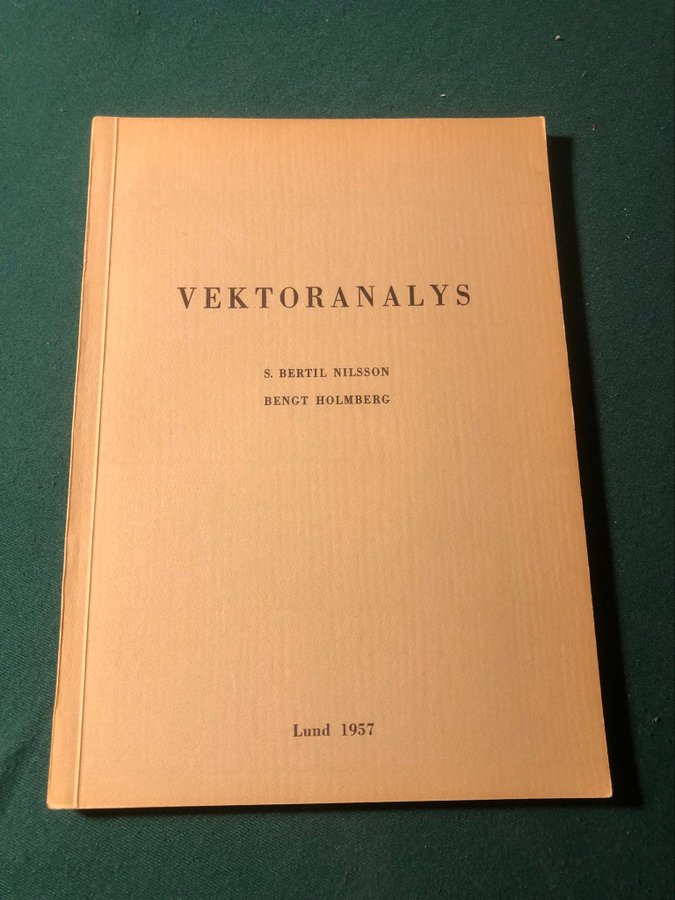 VEKTORANALYS
S. BERTIL NILSSON
BENGT HOLMBERG
Lund 1957